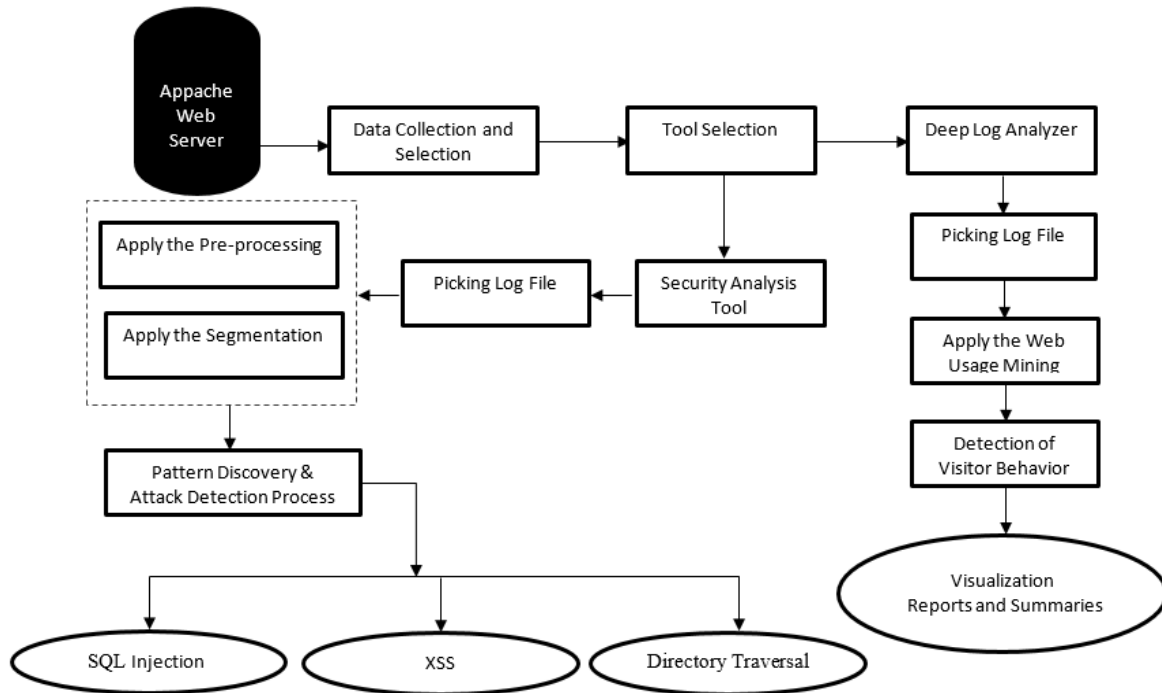 Appache
Web
Server
Data Collection and
Selection
Tool Selection
Deep Log Analyzer
Apply the Pre-processing
Picking Log File
Security Analysis
Tool
Picking Log File
Apply the Segmentation
Apply the Web
Usage Mining
Pattern Discovery &
Attack Detection Process
Detection of
Visitor Behavior
Visualization
Reports and Summaries
SQL Injection
XSS
Directory Traversal